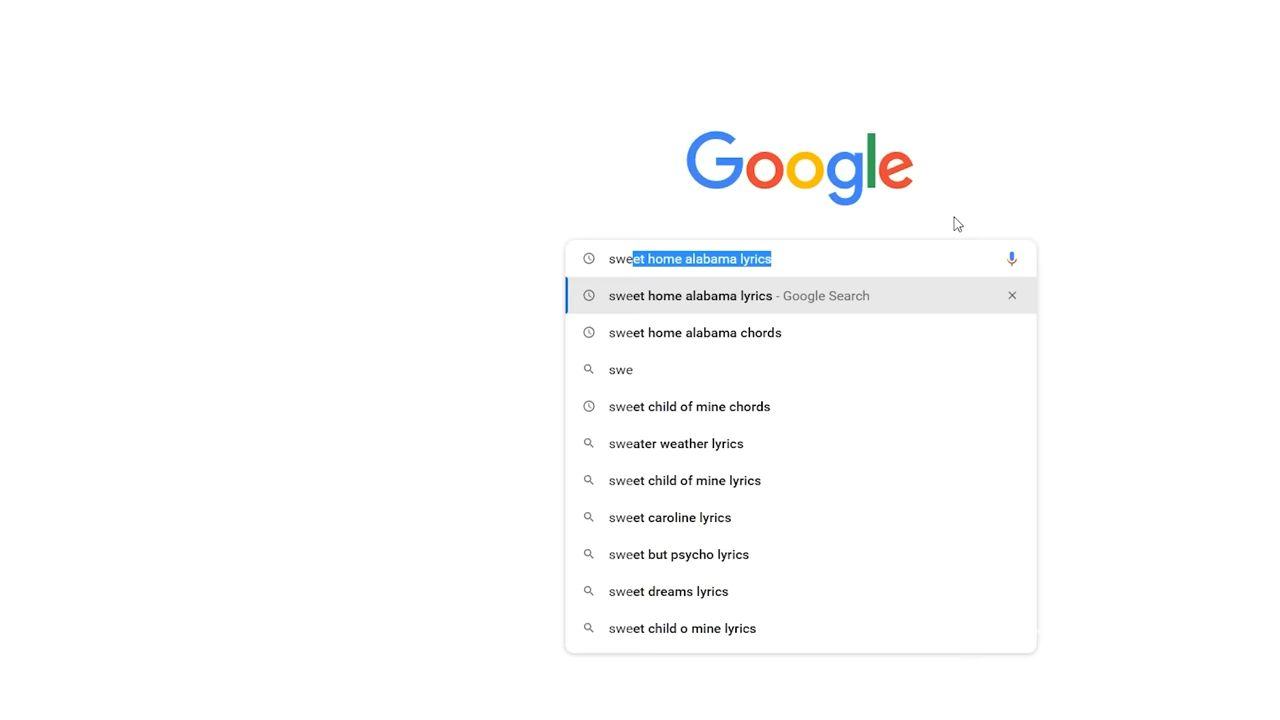 Google
sweet home alabama lyrics
sweet home alabama lyrics - Google Search
sweet home alabama chords
swe
sweet child of mine chords
sweater weather lyrics
sweet child of mine lyrics
sweet caroline lyrics
sweet but psycho lyrics
sweet dreams lyrics
sweet child o mine lyrics